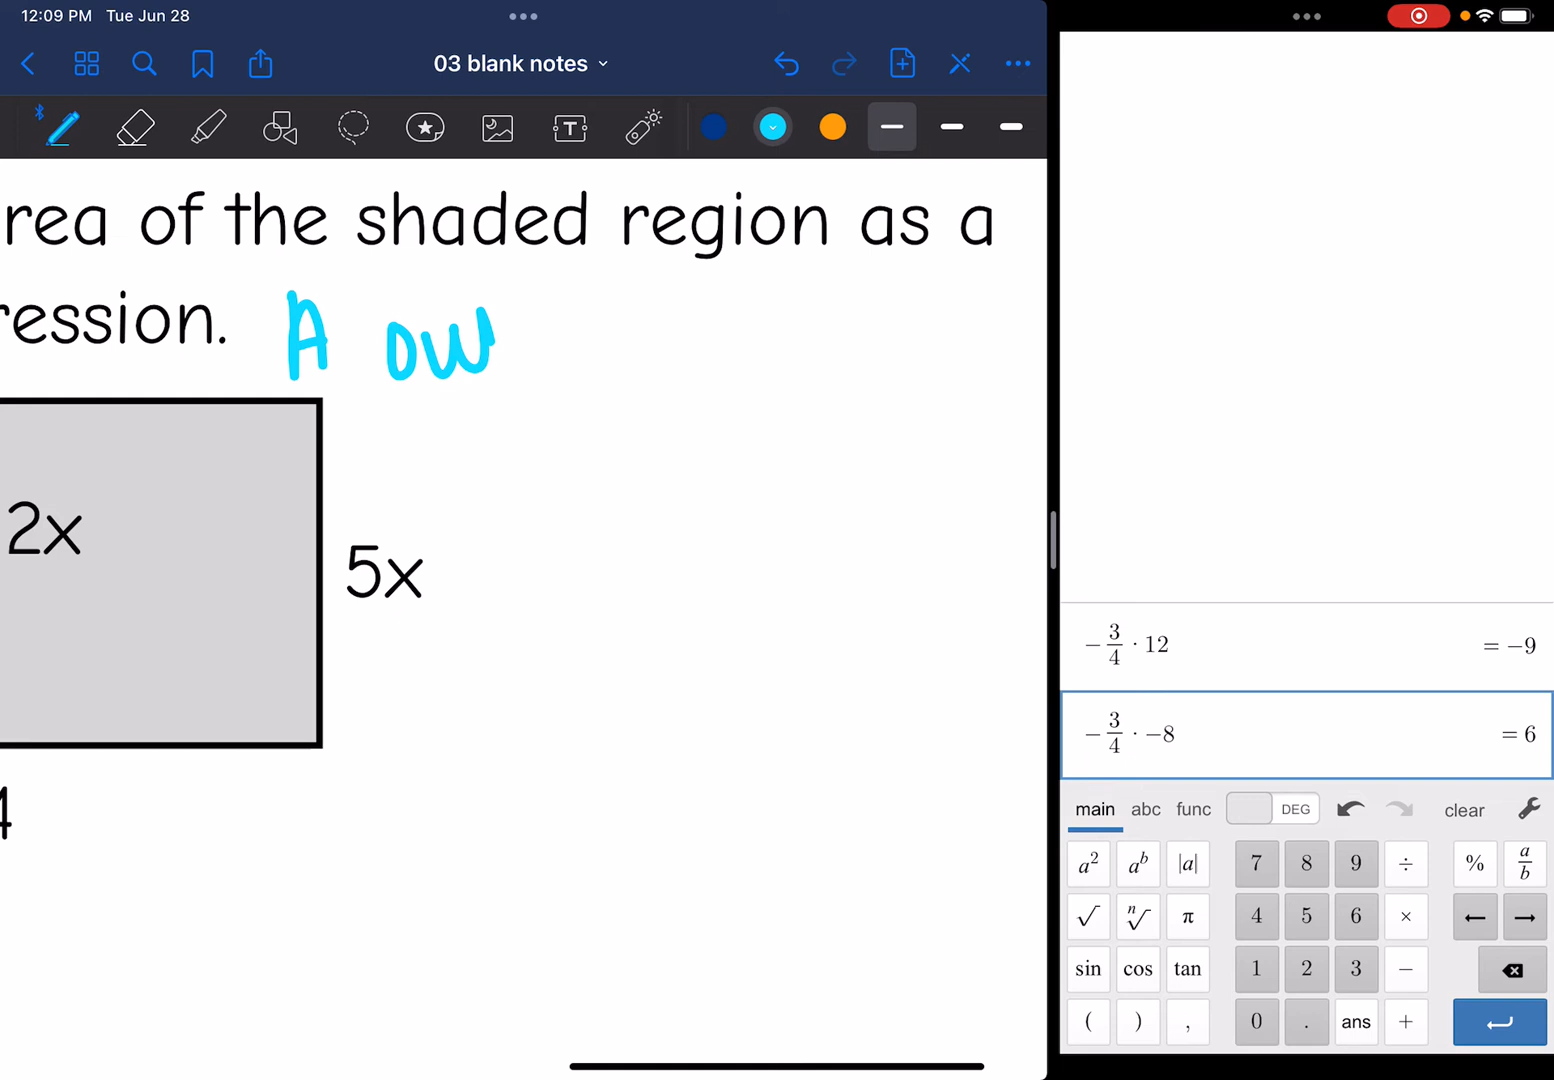 12:09 PM Tue Jun 28
03 blank notes
T
rea of the shaded region as a
ression. A ou
2x
5x
4
- 3/4 · 12 = -9
- 3/4 · -8 = 6
main abc func DEG clear
a² aᵇ |a| 7 8 9 ÷ % a/b
√ ⁿ√ π 4 5 6 × ← →
sin cos tan 1 2 3 −
( ) , 0 . ans +